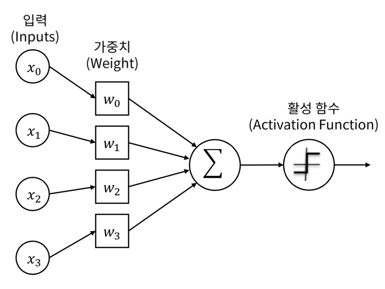 입력
(Inputs)
가중치
(Weight)
x₀
w₀
x₁
w₁
x₂
w₂
x₃
w₃
∑
활성 함수
(Activation Function)